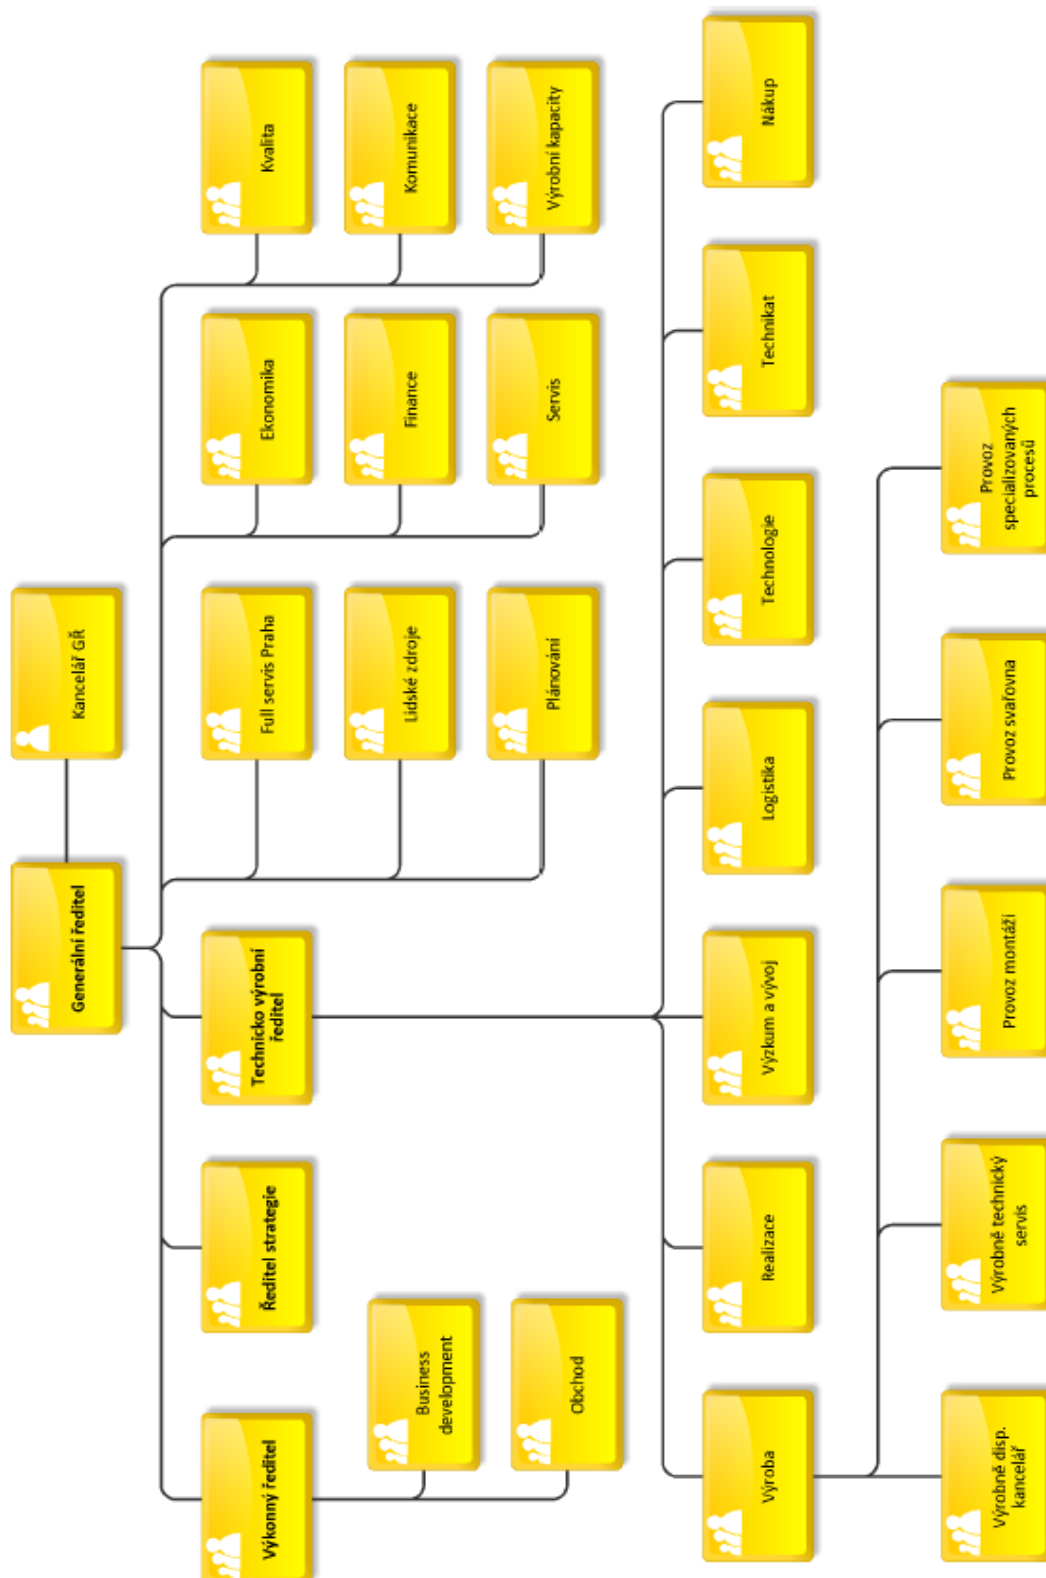 Generální ředitel
Kancelář GŘ
Výkonný ředitel
Ředitel strategie
Technicko výrobní
ředitel
Full servis Praha
Ekonomika
Kvalita
Lidské zdroje
Finance
Komunikace
Plánování
Servis
Výrobní kapacity
Business
development
Obchod
Výroba
Realizace
Výzkum a vývoj
Logistika
Technologie
Technikat
Nákup
Výrobně disp.
kancelář
Výrobně technický
servis
Provoz montáží
Provoz svařovna
Provoz
specializovaných
procesů